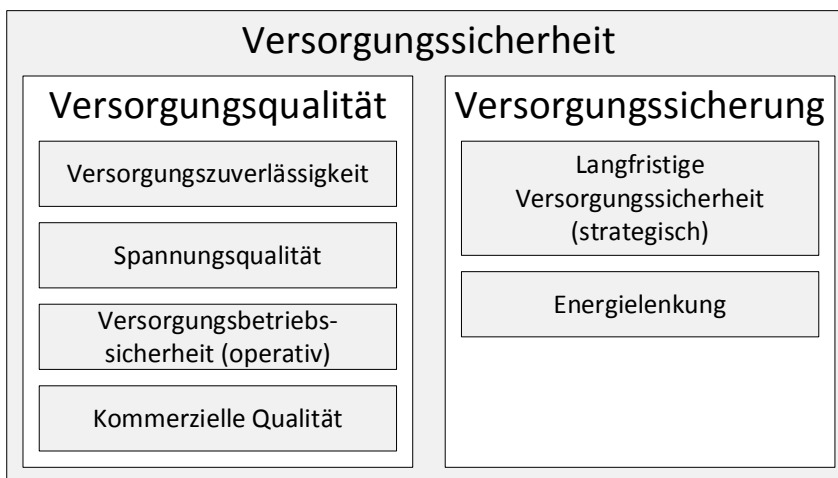 Versorgungssicherheit
Versorgungsqualität
Versorgungszuverlässigkeit
Spannungsqualität
Versorgungsbetriebs-
sicherheit (operativ)
Kommerzielle Qualität
Versorgungssicherung
Langfristige
Versorgungssicherheit
(strategisch)
Energielenkung